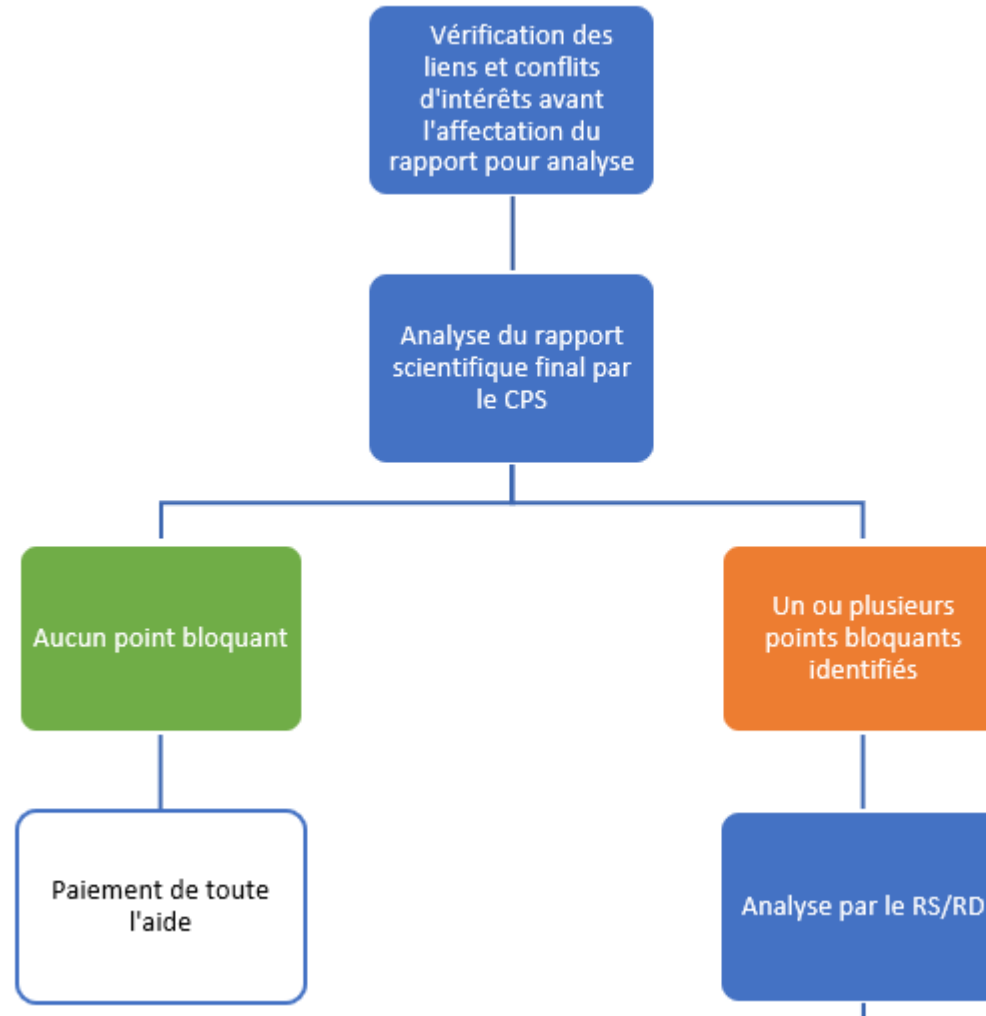 Vérification des
liens et conflits
d'intérêts avant
l'affectation du
rapport pour analyse
Analyse du rapport
scientifique final par
le CPS
Aucun point bloquant
Un ou plusieurs
points bloquants
identifiés
Paiement de toute
l'aide
Analyse par le RS/RD